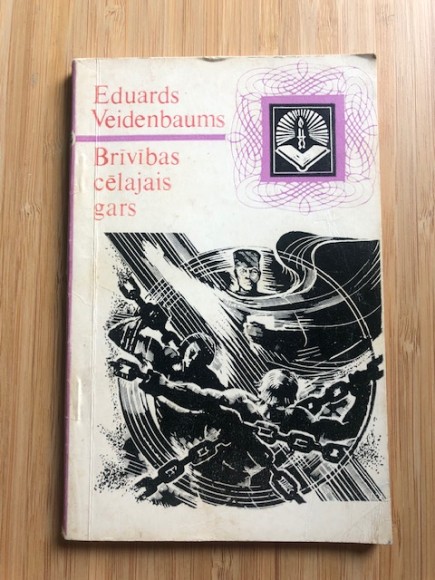 Eduards
Veidenbaums
Brīvības
cēlajais
gars